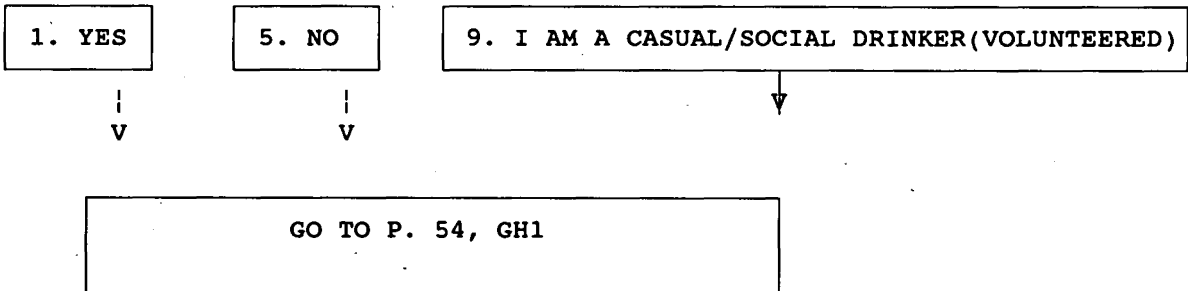 1. YES 5. NO 9. I AM A CASUAL/SOCIAL DRINKER(VOLUNTEERED)
V V V
GO TO P. 54, GH1